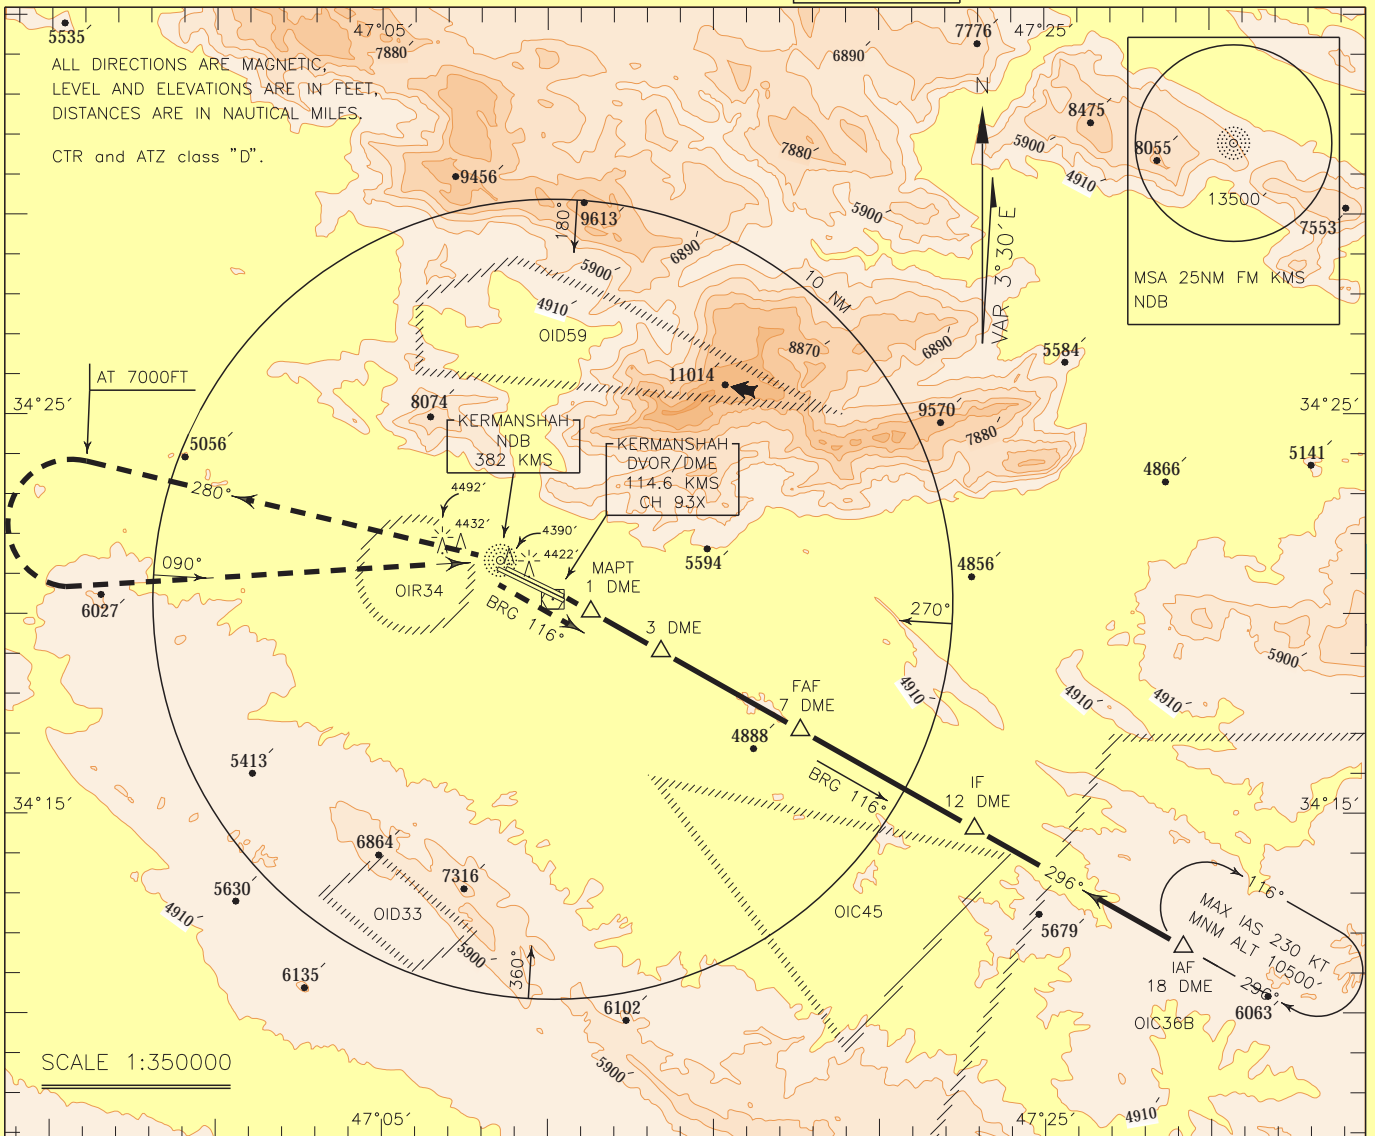 5535′
47°05′
7880′
6890′
7776′
47°25′
ALL DIRECTIONS ARE MAGNETIC,
LEVEL AND ELEVATIONS ARE IN FEET,
DISTANCES ARE IN NAUTICAL MILES.
CTR and ATZ class "D".
N
8475′
5900′
8055′
4910′
13500′
7553′
MSA 25NM FM KMS
NDB
7880′
9456′
180°
9613′
5900′
6890′
5900′
4910′
10 NM
VAR 3°30′E
OID59
8870′
6890′
5584′
11014′
AT 7000FT
34°25′
34°25′
8074′
9570′
7880′
KERMANSHAH
NDB
382 KMS
KERMANSHAH
DVOR/DME
114.6 KMS
CH 93X
5056′
5141′
4866′
280°
4492′
4432′
4390′
4422′
5594′
4856′
090°
OIR34
MAPT
1 DME
6027′
BRG 116°
270°
3 DME
5900′
4910′
4910′
4910′
FAF
7 DME
4888′
5413′
BRG 116°
IF
12 DME
34°15′
34°15′
6864′
7316′
296°
116°
5630′
4910′
OID33
OIC45
5679′
MAX IAS 230 KT
MNM ALT 10500′
5900′
360°
IAF
18 DME
296°
6063′
6135′
6102′
OIC36B
SCALE 1:350000
5900′
47°05′
47°25′
4910′